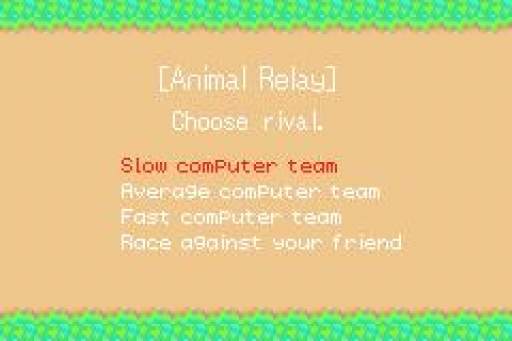 [Animal Relay]
Choose rival.
Slow computer team
Average computer team
Fast computer team
Race against your friend